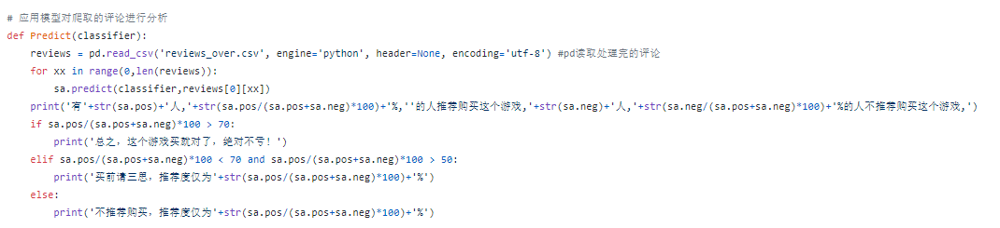 # 应用模型对爬取的评论进行分析
def Predict(classifier):
    reviews = pd.read_csv('reviews_over.csv', engine='python', header=None, encoding='utf-8') #pd读取处理完的评论
    for xx in range(0,len(reviews)):
        sa.predict(classifier,reviews[0][xx])
    print('有'+str(sa.pos)+'人,'+str(sa.pos/(sa.pos+sa.neg)*100)+'%,''的人推荐购买这个游戏,'+str(sa.neg)+'人,'+str(sa.neg/(sa.pos+sa.neg)*100)+'%的人不推荐购买这个游戏,')
    if sa.pos/(sa.pos+sa.neg)*100 > 70:
        print('总之，这个游戏买就对了，绝对不亏！')
    elif sa.pos/(sa.pos+sa.neg)*100 < 70 and sa.pos/(sa.pos+sa.neg)*100 > 50:
        print('买前请三思，推荐度仅为'+str(sa.pos/(sa.pos+sa.neg)*100)+'%')
    else:
        print('不推荐购买，推荐度仅为'+str(sa.pos/(sa.pos+sa.neg)*100)+'%')